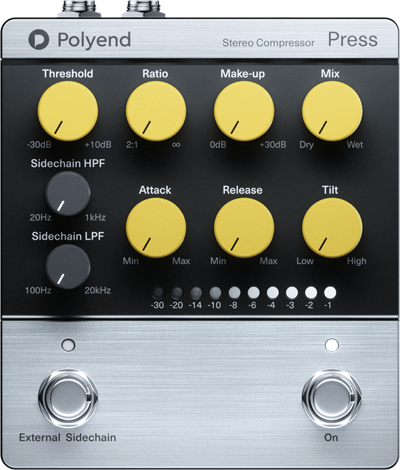 Polyend
Stereo Compressor Press
Threshold Ratio Make-up Mix
-30dB +10dB 2:1 ∞ 0dB +30dB Dry Wet
Sidechain HPF
20Hz 1kHz
Attack Release Tilt
Sidechain LPF
Min Max Min Max Low High
100Hz 20kHz
-30 -20 -14 -10 -8 -6 -4 -3 -2 -1
External Sidechain On